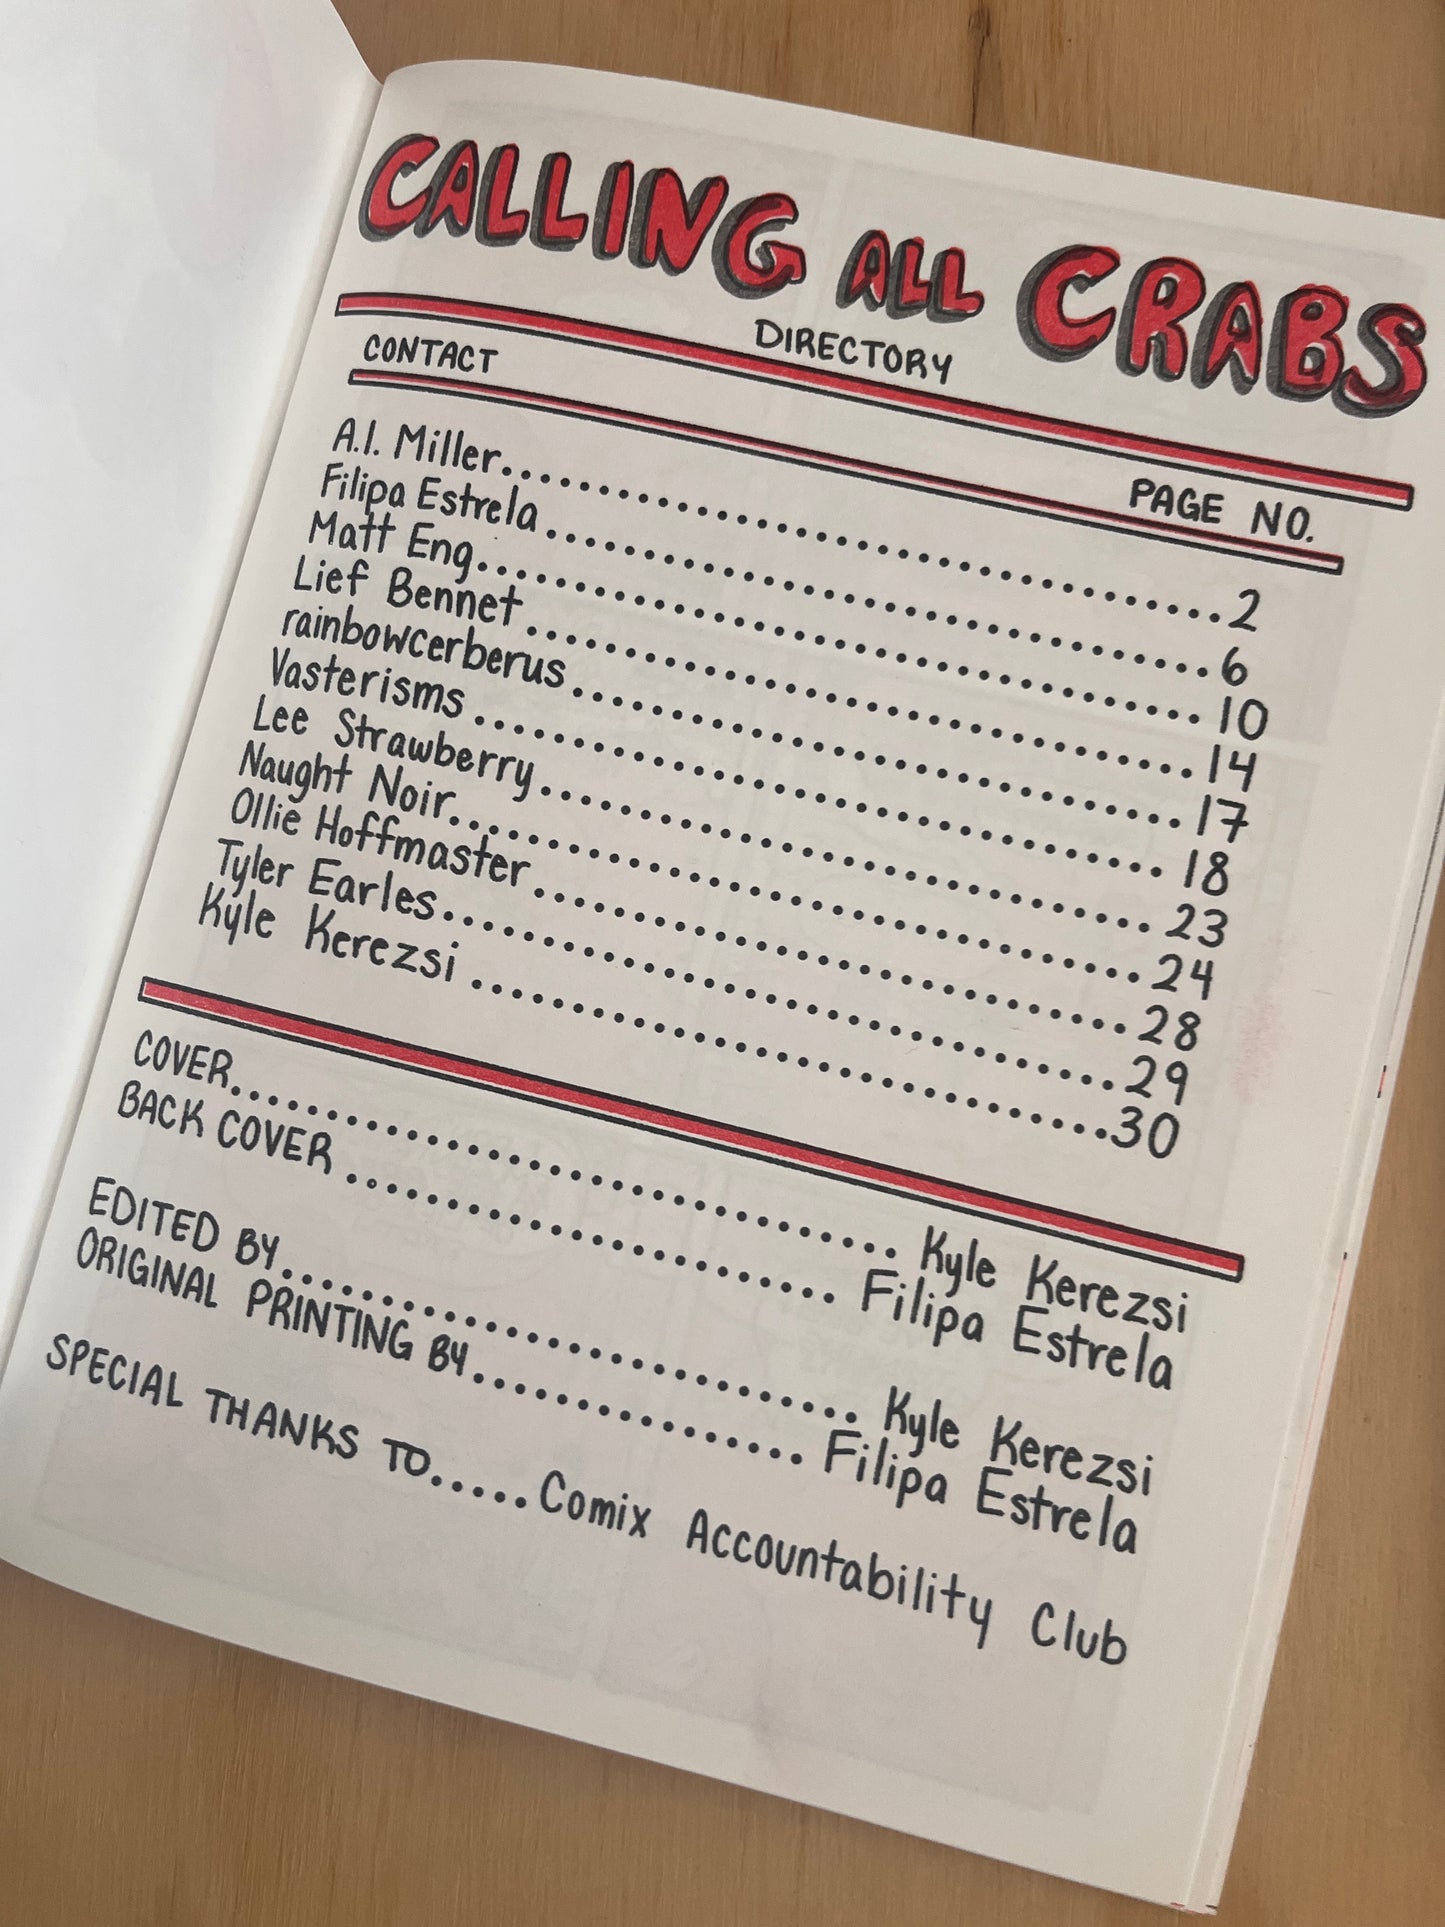 CALLING ALL CRABS
DIRECTORY
CONTACT PAGE NO.
A.I. Miller..............................2
Filipa Estrela..............................6
Matt Eng..............................10
Lief Bennet..............................14
rainbowcerberus..............................17
Vasterisms..............................18
Lee Strawberry..............................23
Naught Noir..............................24
Ollie Hoffmaster..............................28
Tyler Earles..............................29
Kyle Kerezsi..............................30
COVER..............................Kyle Kerezsi
BACK COVER..............................Filipa Estrela
EDITED BY..............................Kyle Kerezsi
ORIGINAL PRINTING BY..............................Filipa Estrela
SPECIAL THANKS TO.....Comix Accountability Club